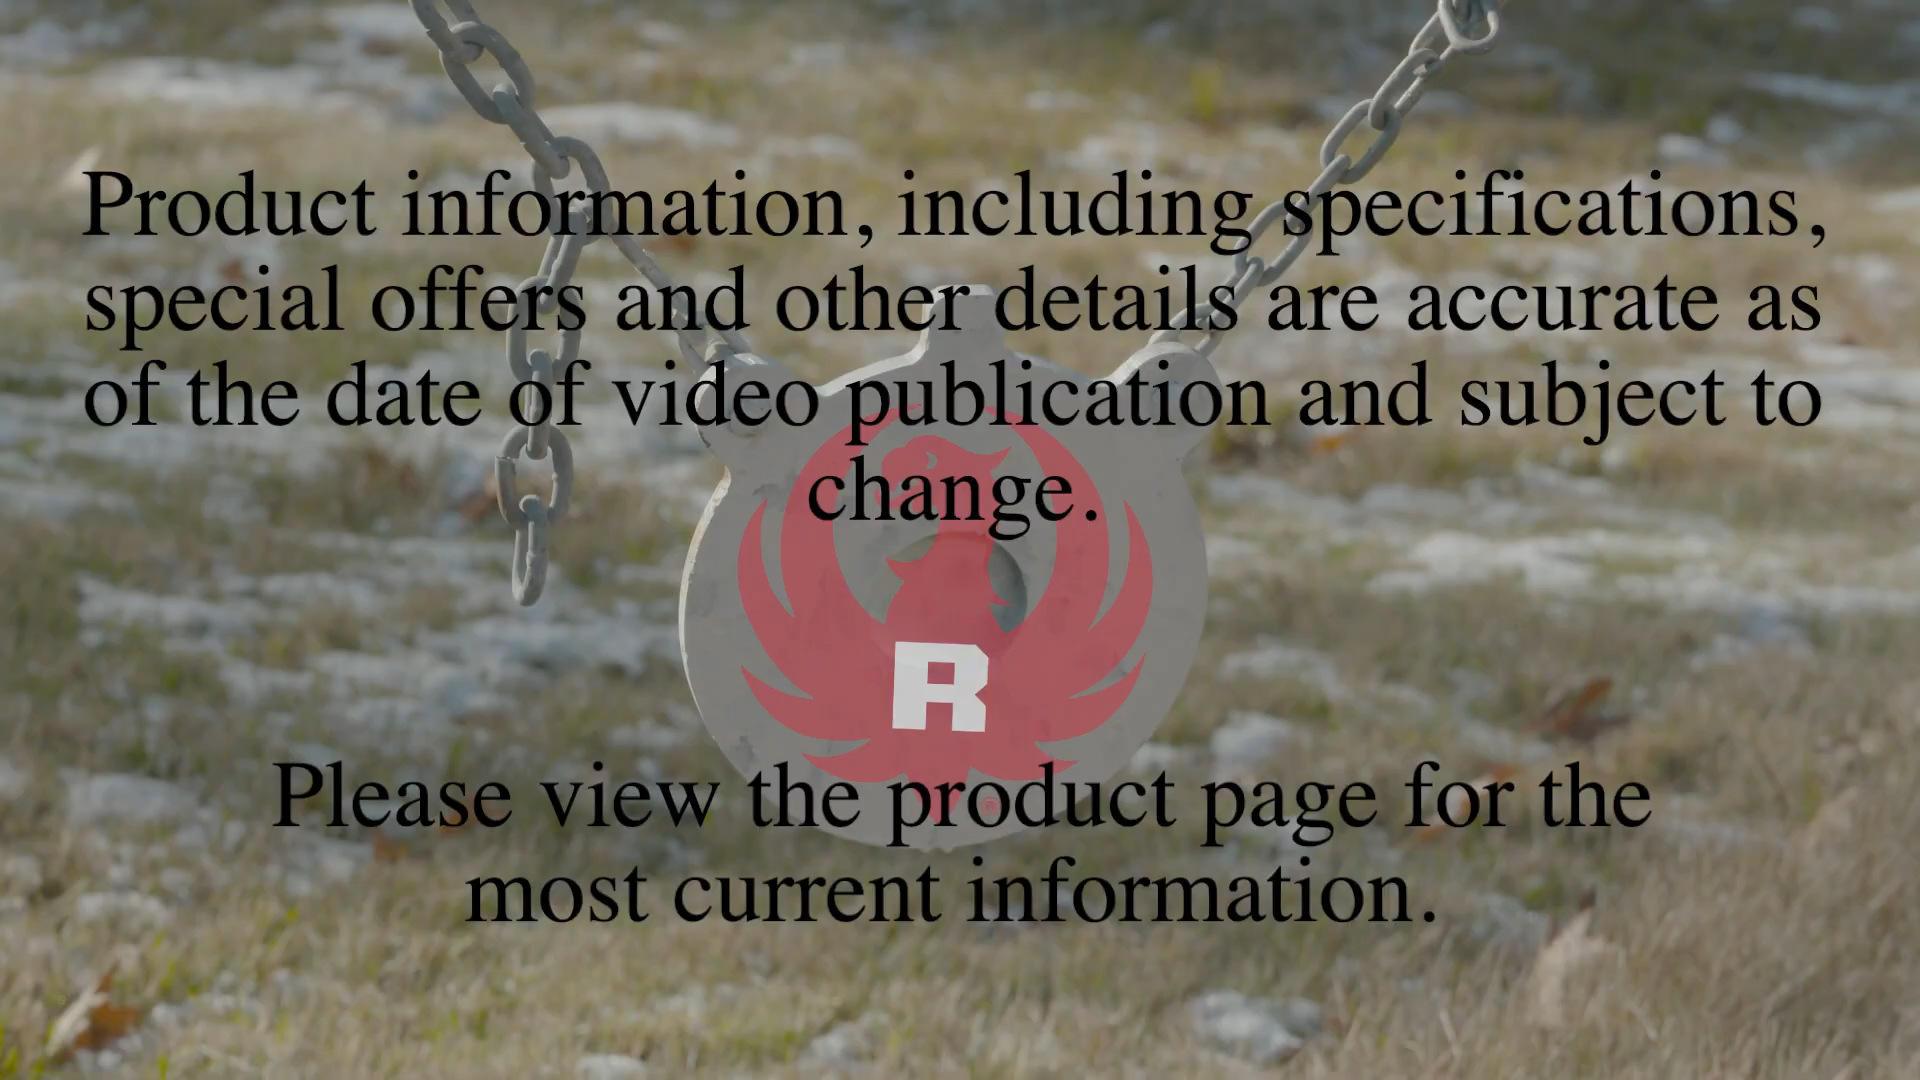 Product information, including specifications,
special offers and other details are accurate as
of the date of video publication and subject to
change.
R
Please view the product page for the
most current information.